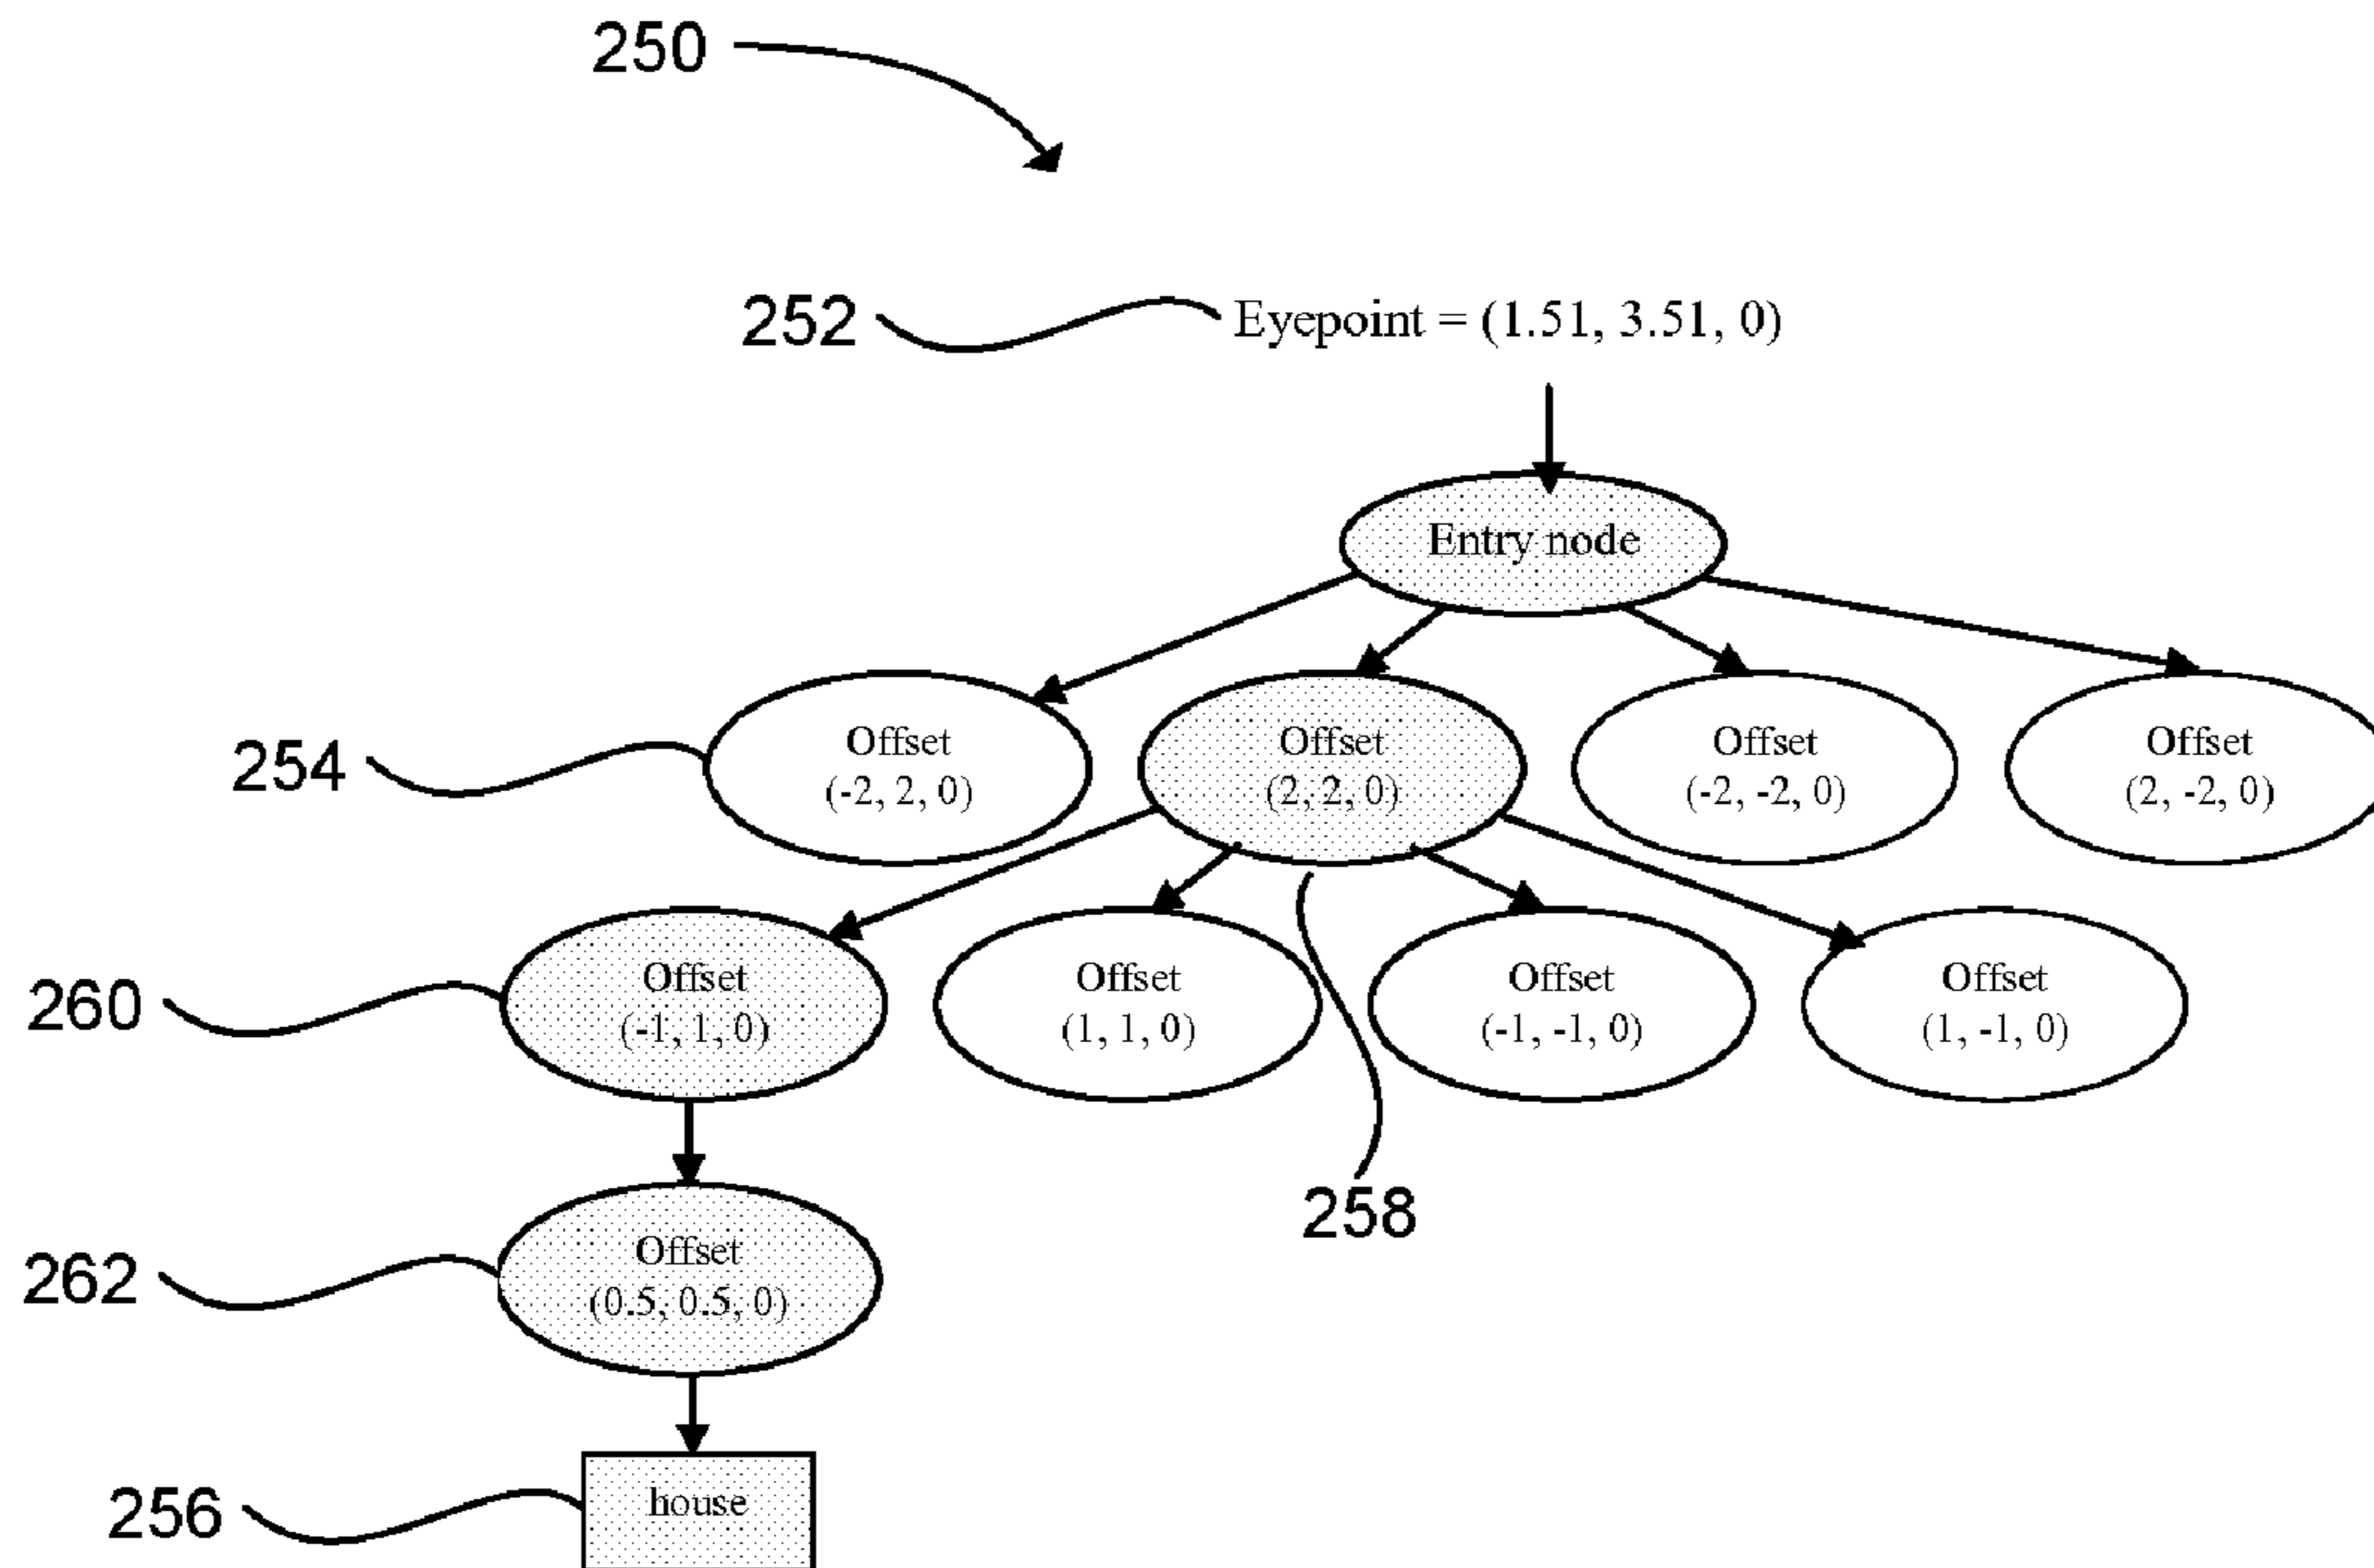 250
252 Eyepoint = (1.51, 3.51, 0)
Entry node
254
Offset
(-2, 2, 0)
Offset
(2, 2, 0)
Offset
(-2, -2, 0)
Offset
(2, -2, 0)
260
Offset
(-1, 1, 0)
Offset
(1, 1, 0)
Offset
(-1, -1, 0)
Offset
(1, -1, 0)
258
262
Offset
(0.5, 0.5, 0)
256
house